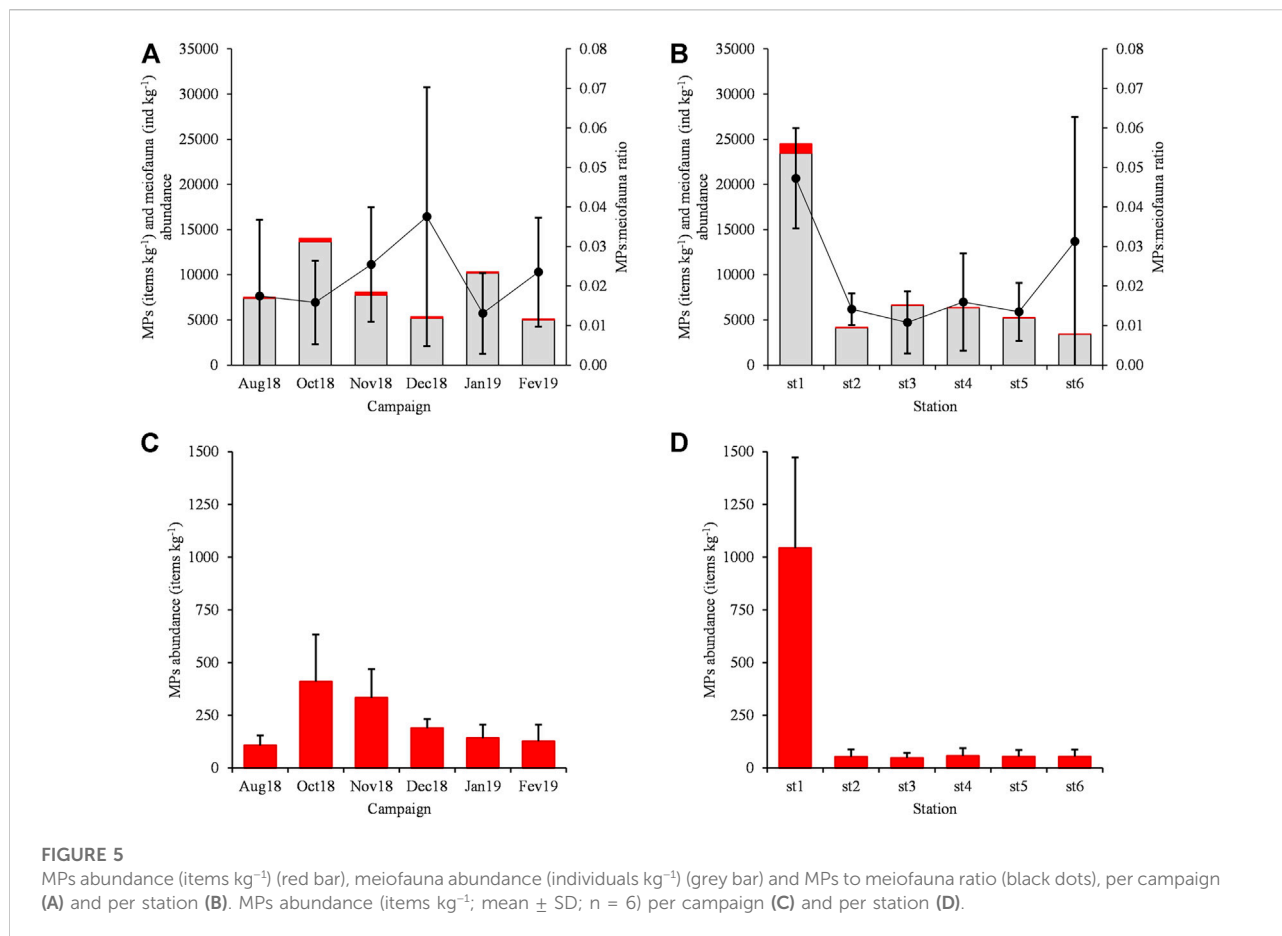 A
35000
30000
25000
20000
15000
10000
5000
0
MPs (items kg⁻¹) and meiofauna (ind kg⁻¹)
abundance
0.08
0.07
0.06
0.05
0.04
0.03
0.02
0.01
0.00
MPs:meiofauna ratio
Aug18 Oct18 Nov18 Dec18 Jan19 Fev19
Campaign
B
35000
30000
25000
20000
15000
10000
5000
0
MPs (items kg⁻¹) and meiofauna (ind kg⁻¹)
abundance
0.08
0.07
0.06
0.05
0.04
0.03
0.02
0.01
0.00
MPs:meiofauna ratio
st1 st2 st3 st4 st5 st6
Station
C
1500
1250
1000
750
500
250
0
MPs abundance (items kg⁻¹)
Aug18 Oct18 Nov18 Dec18 Jan19 Fev19
Campaign
D
1500
1250
1000
750
500
250
0
MPs abundance (items kg⁻¹)
st1 st2 st3 st4 st5 st6
Station
FIGURE 5
MPs abundance (items kg⁻¹) (red bar), meiofauna abundance (individuals kg⁻¹) (grey bar) and MPs to meiofauna ratio (black dots), per campaign
(A) and per station (B). MPs abundance (items kg⁻¹; mean ± SD; n = 6) per campaign (C) and per station (D).